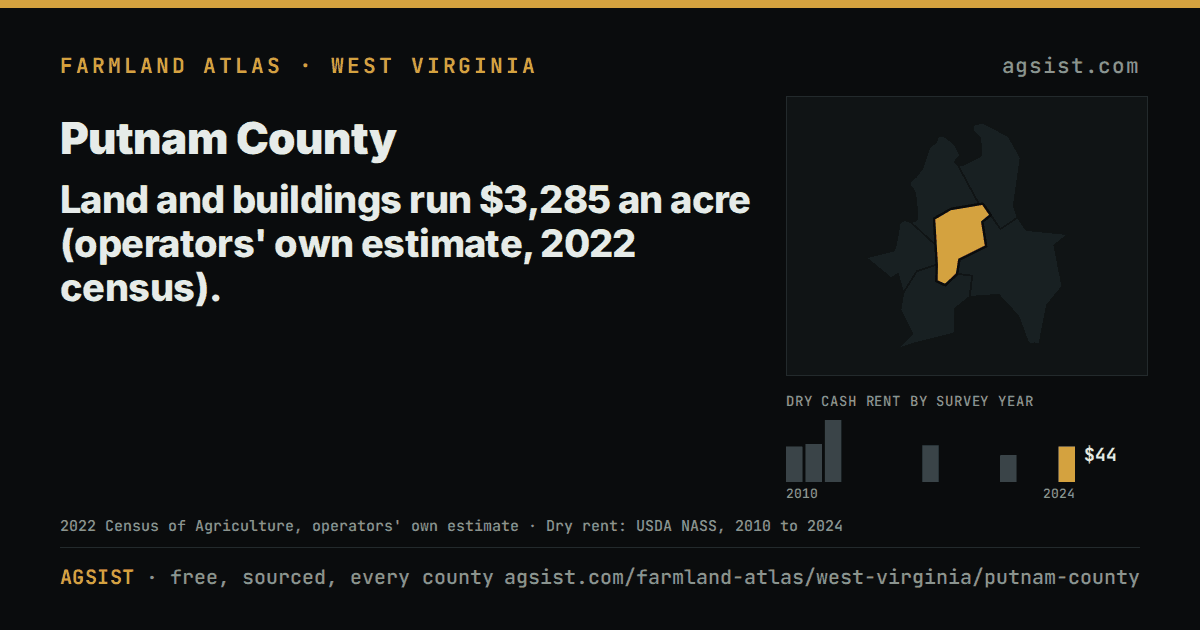 FARMLAND ATLAS · WEST VIRGINIA
agsist.com
Putnam County
Land and buildings run $3,285 an acre
(operators' own estimate, 2022
census).
DRY CASH RENT BY SURVEY YEAR
$44
2010
2024
2022 Census of Agriculture, operators' own estimate · Dry rent: USDA NASS, 2010 to 2024
AGSIST · free, sourced, every county
agsist.com/farmland-atlas/west-virginia/putnam-county